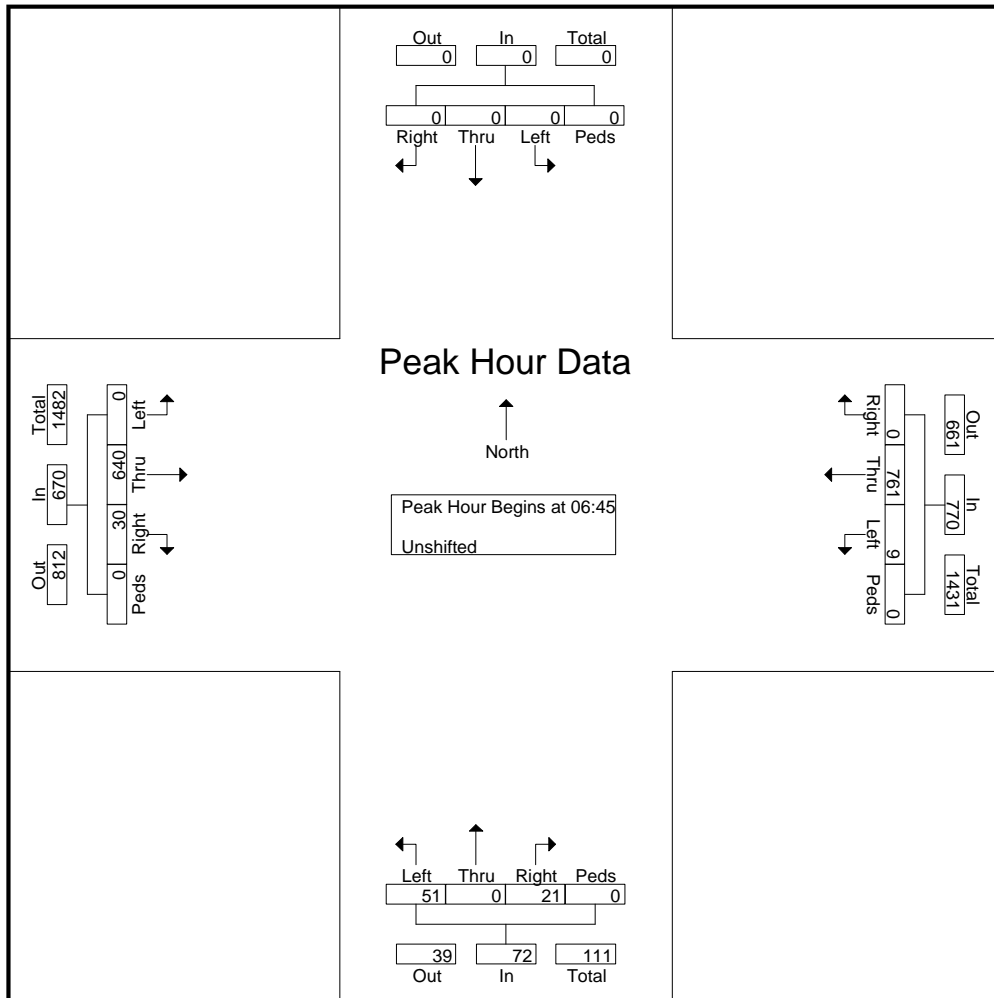 Out In Total
0 0 0
0 0 0 0
Right Thru Left Peds
Peak Hour Data
North
Peak Hour Begins at 06:45
Unshifted
Total In Out
1482 670 812
0 640 30 0
Left Thru Right Peds
Out In Total
661 770 1431
0 761 9 0
Right Thru Left Peds
Left Thru Right Peds
51 0 21 0
39 72 111
Out In Total